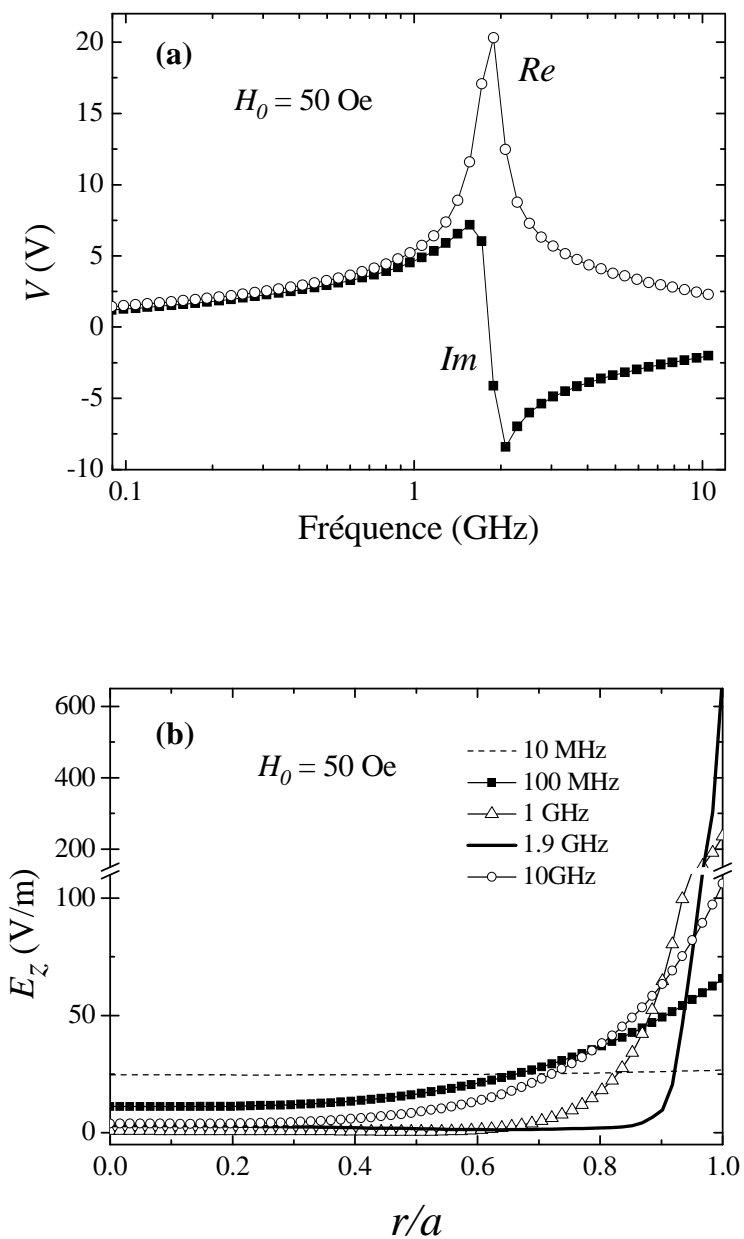 (a)
H0 = 50 Oe
Re
Im
V (V)
20
15
10
5
0
-5
-10
0.1
1
10
Fréquence (GHz)
(b)
H0 = 50 Oe
10 MHz
100 MHz
1 GHz
1.9 GHz
10GHz
Ez (V/m)
600
400
200
100
50
0
0.0
0.2
0.4
0.6
0.8
1.0
r/a